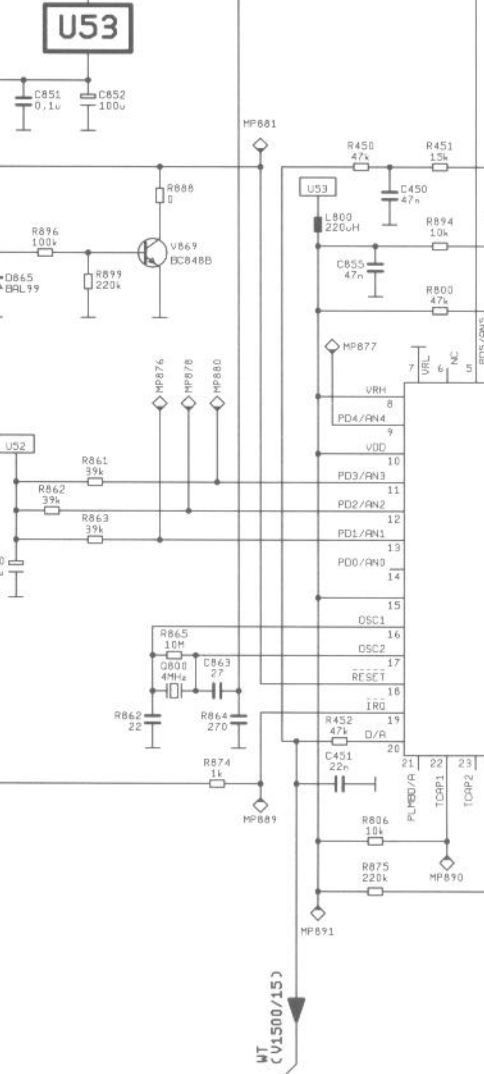 U53
C851
0,1u
C852
100u
MP881
R888
0
R896
100k
V869
BC848B
D865
BAL99
R899
220k
R450
47k
R451
15k
U53
C450
47n
L800
220uH
R894
10k
C855
47n
R800
47k
MP877
MP876
MP878
MP880
7
VRL
6
NC
5
PD5/AN5
VRH
8
PD4/AN4
9
VDD
10
PD3/AN3
11
PD2/AN2
12
PD1/AN1
13
PD0/AN0
14
15
OSC1
16
OSC2
17
RESET
18
IRQ
19
D/A
20
U52
R861
39k
R862
39k
R863
39k
0
R865
10M
Q800
4MHz
C863
27
R862
22
R864
270
R874
1k
MP889
R452
47k
C451
22n
21
PLMBD/A
22
TCAP1
23
TCAP2
R806
10k
MP890
R875
220k
MP891
WT
(V1500/15)